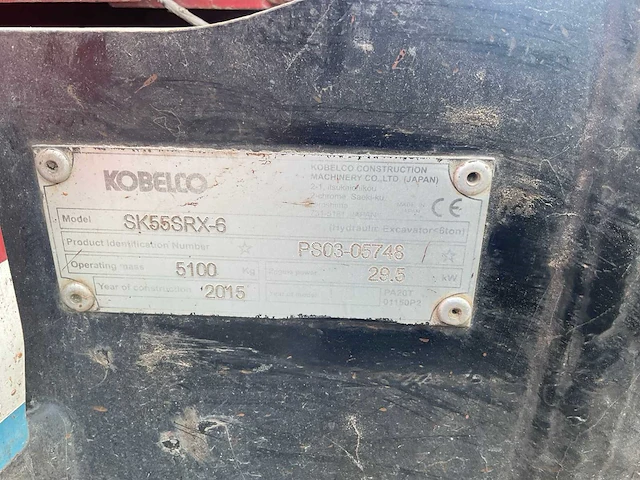 KOBELCO
KOBELCO CONSTRUCTION
MACHINERY CO., LTD. (JAPAN)
CE
Model SK55SRX-6 (Hydraulic Excavator<6ton)
Product Identification Number ☆ PS03-05748 ☆
Operating mass 5100 Kg 29.5 kW
Year of construction 2015